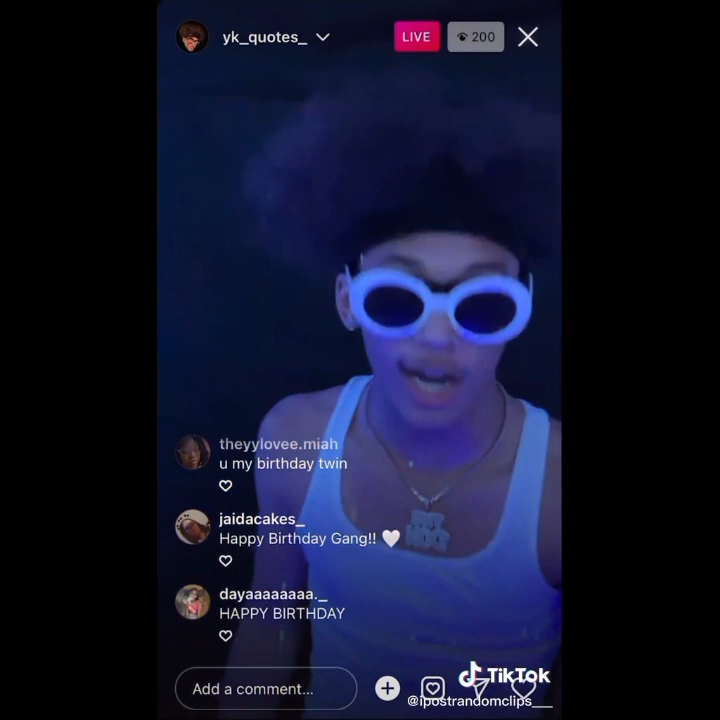 yk_quotes_
LIVE
200
theyylovee.miah
u my birthday twin
jaidacakes_
Happy Birthday Gang!! 🤍
dayaaaaaaaa._
HAPPY BIRTHDAY
Add a comment...
TikTok
@ipostrandomclips___